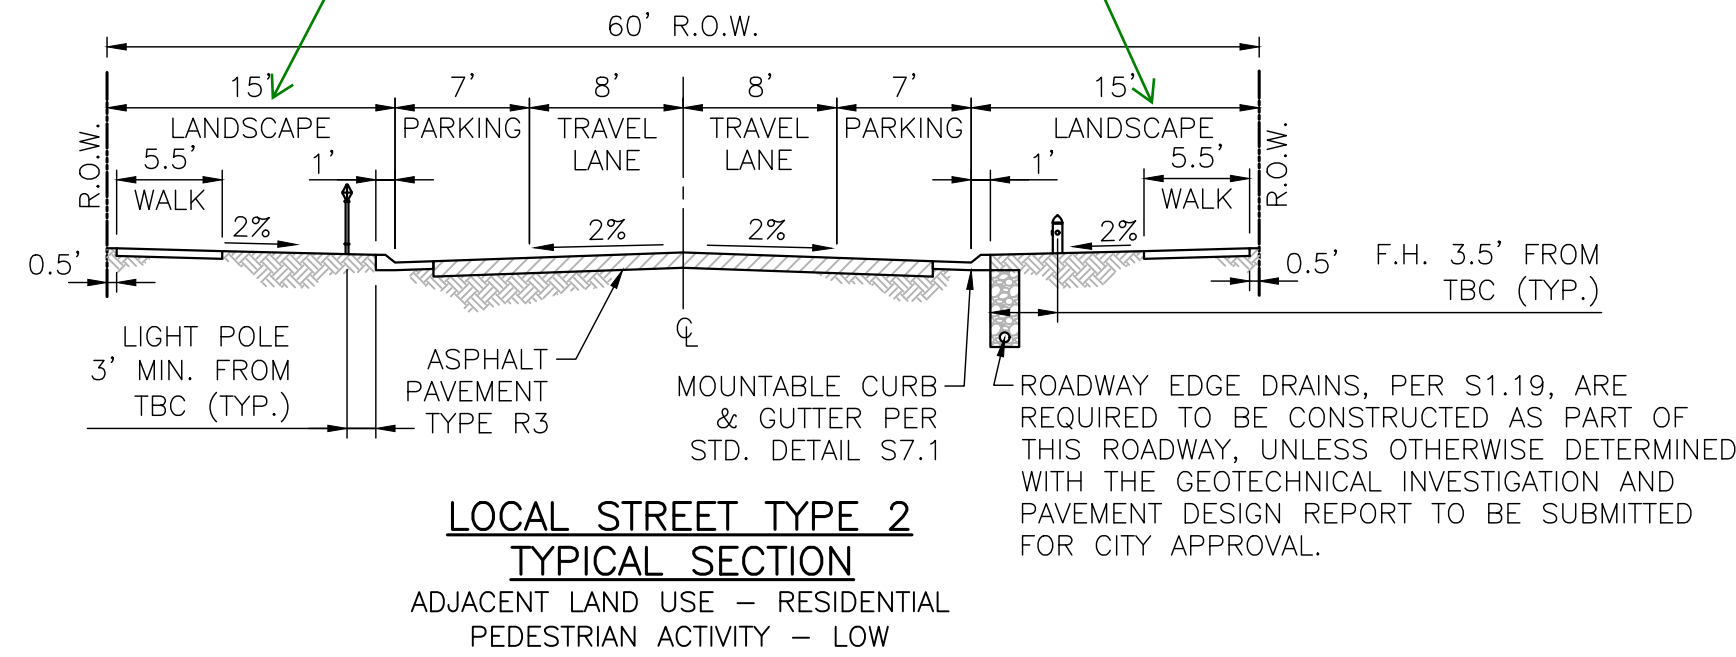 60' R.O.W.
15' 7' 8' 8' 7' 15'
LANDSCAPE PARKING TRAVEL LANE TRAVEL LANE PARKING LANDSCAPE
R.O.W.
5.5'
WALK
1'
1'
5.5'
WALK
R.O.W.
2% 2% 2% 2%
0.5'
0.5'
F.H. 3.5' FROM
TBC (TYP.)
LIGHT POLE
3' MIN. FROM
TBC (TYP.)
ASPHALT
PAVEMENT
TYPE R3
CL
MOUNTABLE CURB
& GUTTER PER
STD. DETAIL S7.1
ROADWAY EDGE DRAINS, PER S1.19, ARE
REQUIRED TO BE CONSTRUCTED AS PART OF
THIS ROADWAY, UNLESS OTHERWISE DETERMINED
WITH THE GEOTECHNICAL INVESTIGATION AND
PAVEMENT DESIGN REPORT TO BE SUBMITTED
FOR CITY APPROVAL.
LOCAL STREET TYPE 2
TYPICAL SECTION
ADJACENT LAND USE – RESIDENTIAL
PEDESTRIAN ACTIVITY – LOW